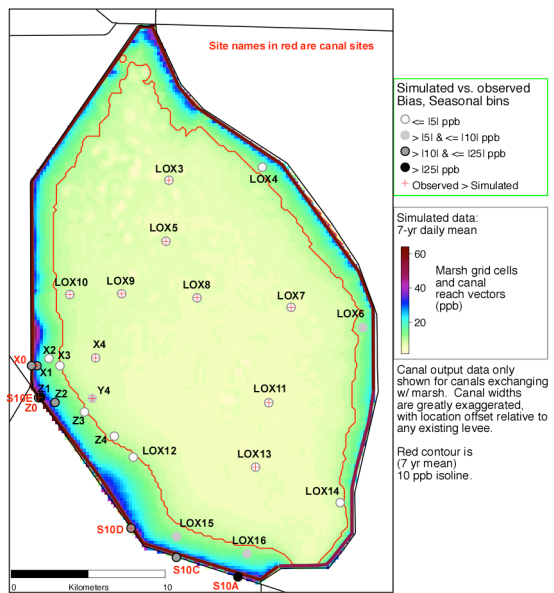 Site names in red are canal sites
LOX3
LOX4
LOX5
LOX10
LOX9
LOX8
LOX7
LOX6
X2
X4
X0
X3
X1
Z1
Y4
S10E
Z2
Z0
LOX11
Z3
Z4
LOX12
LOX13
LOX14
S10D
LOX15
LOX16
S10C
S10A
0 Kilometers 10
Simulated vs. observed
Bias, Seasonal bins
<= |5| ppb
> |5| & <= |10| ppb
> |10| & <= |25| ppb
> |25| ppb
Observed > Simulated
Simulated data:
7-yr daily mean
60
40
20
Marsh grid cells
and canal
reach vectors
(ppb)
Canal output data only
shown for canals exchanging
w/ marsh. Canal widths
are greatly exaggerated,
with location offset relative to
any existing levee.
Red contour is
(7 yr mean)
10 ppb isoline.